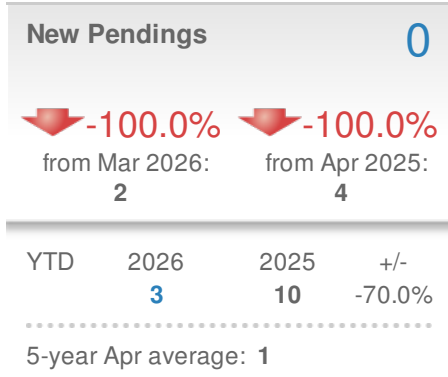 New Pendings 0
-100.0% -100.0%
from Mar 2026: from Apr 2025:
2 4
YTD 2026 2025 +/-
3 10 -70.0%
5-year Apr average: 1